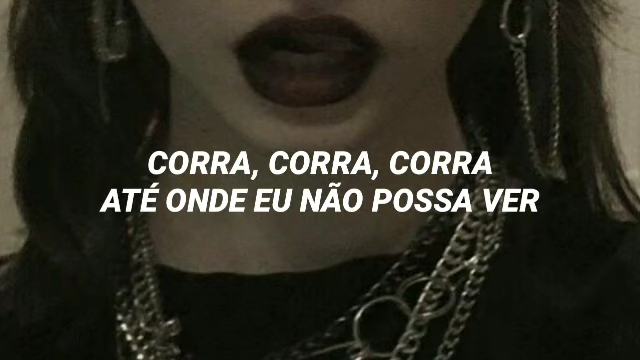 CORRA, CORRA, CORRA
ATÉ ONDE EU NÃO POSSA VER